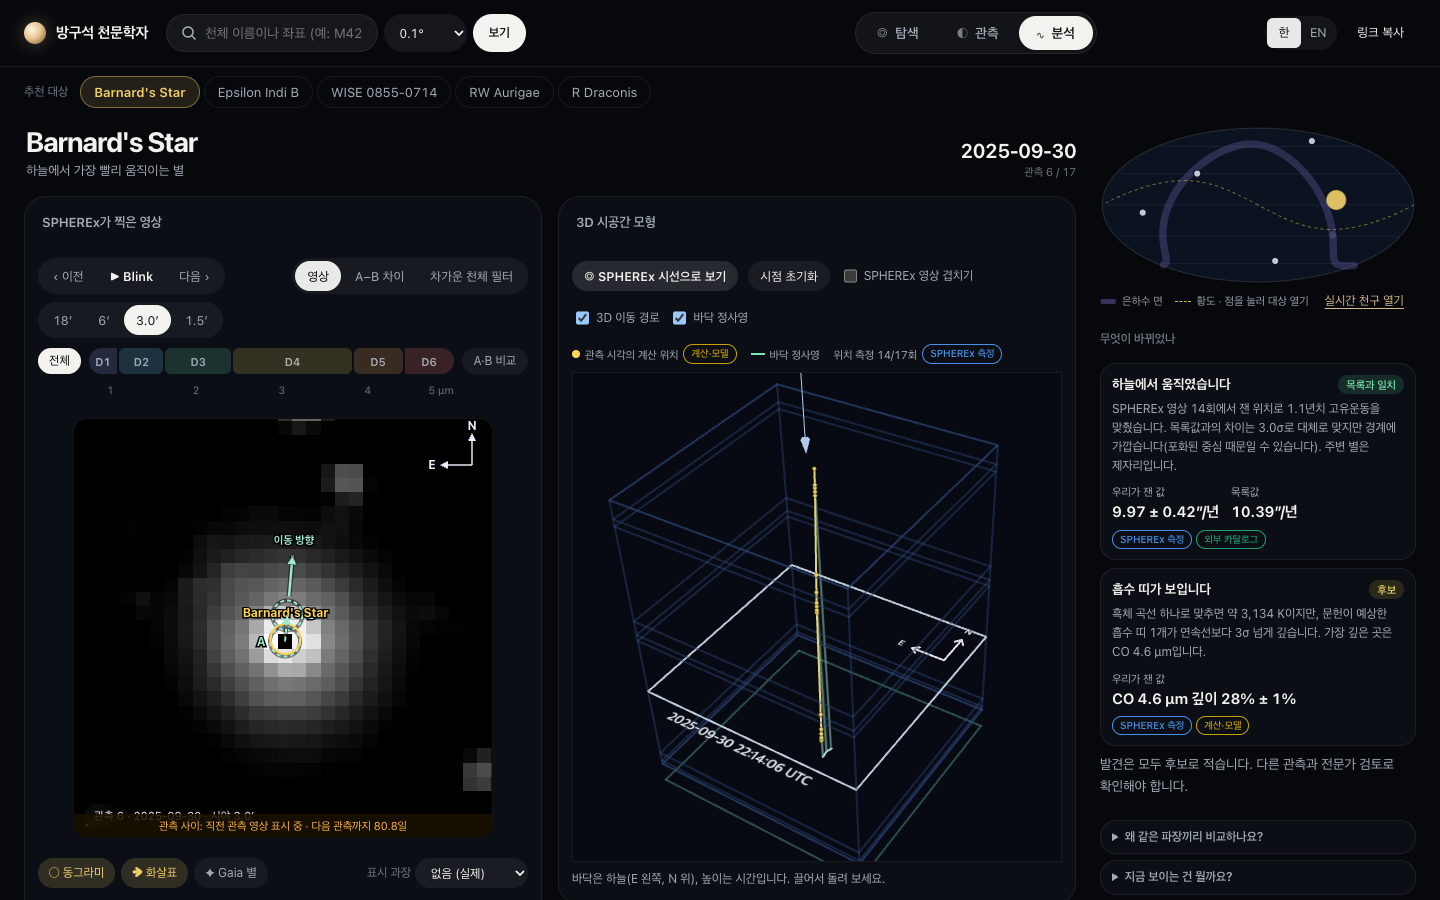 방구석 천문학자
천체 이름이나 좌표 (예: M42
0.1°
보기
탐색
관측
분석
한
EN
링크 복사
추천 대상
Barnard's Star
Epsilon Indi B
WISE 0855-0714
RW Aurigae
R Draconis
Barnard's Star
하늘에서 가장 빨리 움직이는 별
2025-09-30
관측 6 / 17
SPHEREx가 찍은 영상
‹ 이전
▶ Blink
다음 ›
영상
A−B 차이
차가운 천체 필터
18′
6′
3.0′
1.5′
전체
D1
D2
D3
D4
D5
D6
A·B 비교
1
2
3
4
5 µm
N
E
이동 방향
Barnard's Star
A
관측 6 · 2025-09-30 · 시야 3.0′
관측 사이: 직전 관측 영상 표시 중 · 다음 관측까지 80.8일
동그라미
화살표
Gaia 별
표시 과장
없음 (실제)
3D 시공간 모형
SPHEREx 시선으로 보기
시점 초기화
SPHEREx 영상 겹치기
3D 이동 경로
바닥 정사영
관측 시각의 계산 위치
계산·모델
바닥 정사영
위치 측정 14/17회
SPHEREx 측정
E
N
2025-09-30 22:14:06 UTC
바닥은 하늘(E 왼쪽, N 위), 높이는 시간입니다. 끌어서 돌려 보세요.
은하수 면
황도 · 점을 눌러 대상 열기
실시간 천구 열기
무엇이 바뀌었나
하늘에서 움직였습니다
목록과 일치
SPHEREx 영상 14회에서 잰 위치로 1.1년치 고유운동을
맞췄습니다. 목록값과의 차이는 3.0σ로 대체로 맞지만 경계에
가깝습니다(포화된 중심 때문일 수 있습니다). 주변 별은
제자리입니다.
우리가 잰 값
목록값
9.97 ± 0.42″/년
10.39″/년
SPHEREx 측정
외부 카탈로그
흡수 띠가 보입니다
후보
흑체 곡선 하나로 맞추면 약 3,134 K이지만, 문헌이 예상한
흡수 띠 1개가 연속선보다 3σ 넘게 깊습니다. 가장 깊은 곳은
CO 4.6 µm입니다.
우리가 잰 값
CO 4.6 µm 깊이 28% ± 1%
SPHEREx 측정
계산·모델
발견은 모두 후보로 적습니다. 다른 관측과 전문가 검토로
확인해야 합니다.
▶ 왜 같은 파장끼리 비교하나요?
▶ 지금 보이는 건 뭘까요?